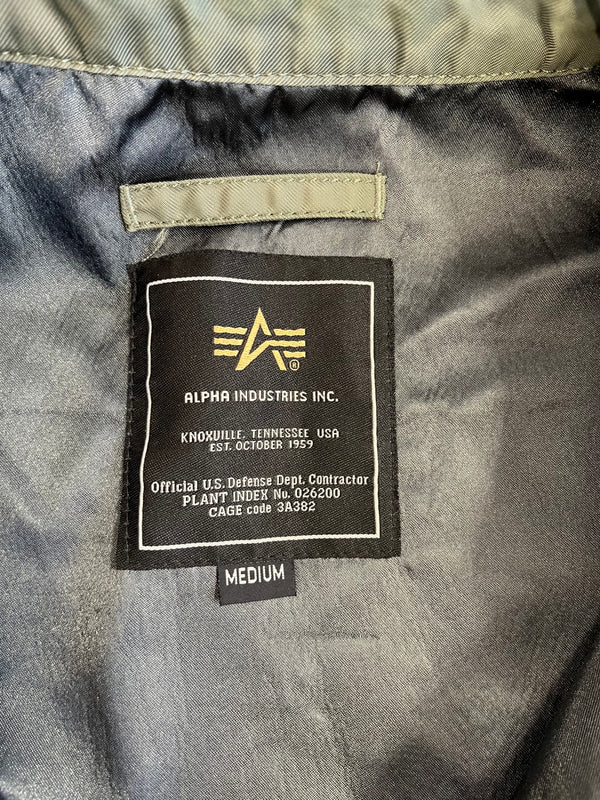 ®
ALPHA INDUSTRIES INC.
KNOXVILLE, TENNESSEE USA
EST. OCTOBER 1959
Official U.S. Defense Dept. Contractor
PLANT INDEX No. 026200
CAGE code 3A382
MEDIUM